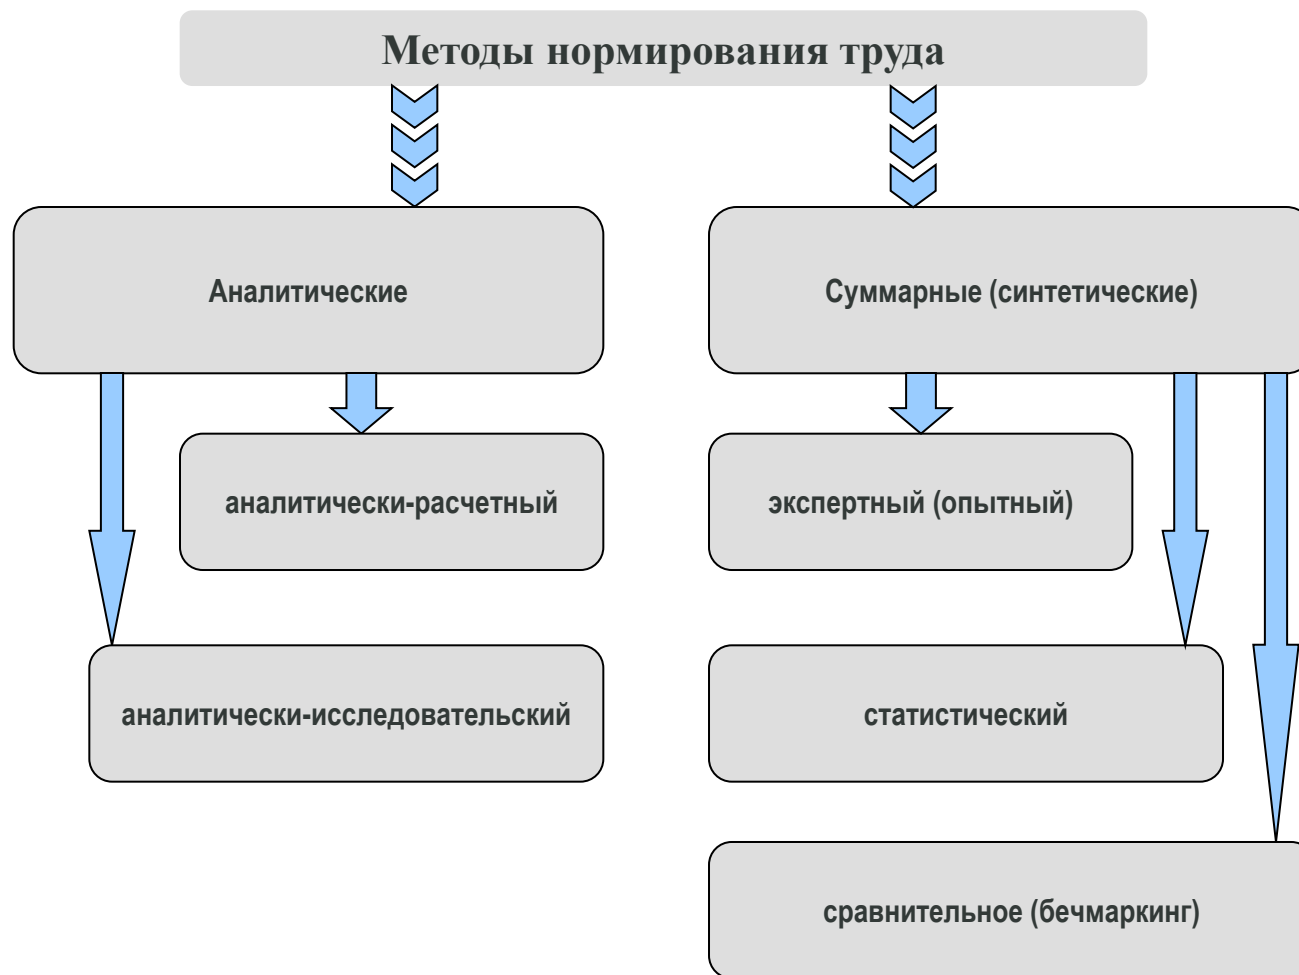 Методы нормирования труда
Аналитические
Суммарные (синтетические)
аналитически-расчетный
экспертный (опытный)
аналитически-исследовательский
статистический
сравнительное (бечмаркинг)